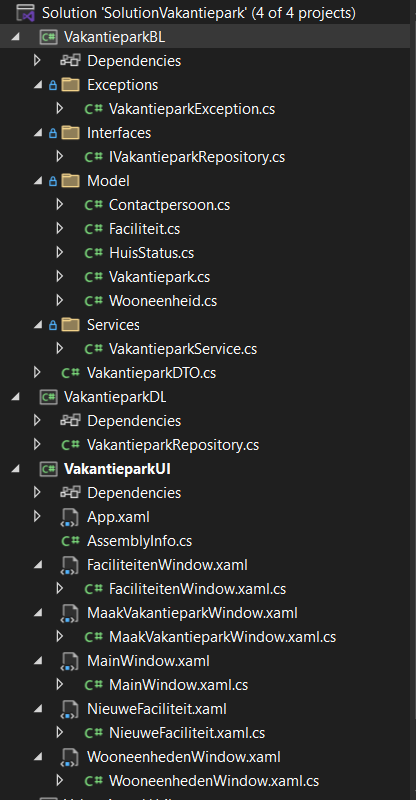 Solution 'SolutionVakantiepark' (4 of 4 projects)
C# VakantieparkBL
Dependencies
Exceptions
C# VakantieparkException.cs
Interfaces
C# IVakantieparkRepository.cs
Model
C# Contactpersoon.cs
C# Faciliteit.cs
C# HuisStatus.cs
C# Vakantiepark.cs
C# Wooneenheid.cs
Services
C# VakantieparkService.cs
C# VakantieparkDTO.cs
C# VakantieparkDL
Dependencies
C# VakantieparkRepository.cs
C# VakantieparkUI
Dependencies
App.xaml
C# AssemblyInfo.cs
FaciliteitenWindow.xaml
C# FaciliteitenWindow.xaml.cs
MaakVakantieparkWindow.xaml
C# MaakVakantieparkWindow.xaml.cs
MainWindow.xaml
C# MainWindow.xaml.cs
NieuweFaciliteit.xaml
C# NieuweFaciliteit.xaml.cs
WooneenhedenWindow.xaml
C# WooneenhedenWindow.xaml.cs